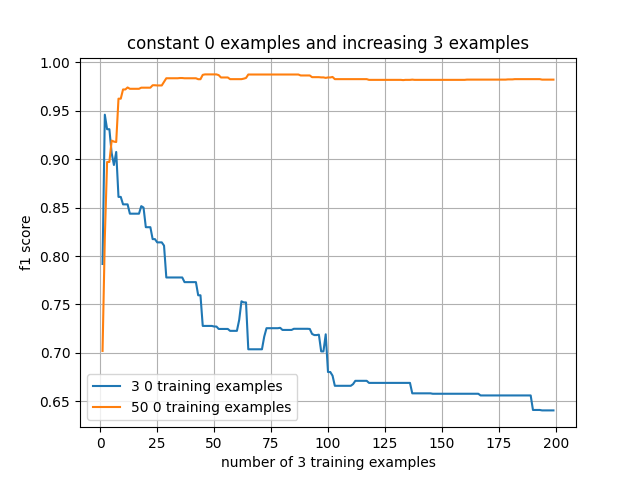 constant 0 examples and increasing 3 examples
f1 score
1.00
0.95
0.90
0.85
0.80
0.75
0.70
0.65
3 0 training examples
50 0 training examples
0 25 50 75 100 125 150 175 200
number of 3 training examples